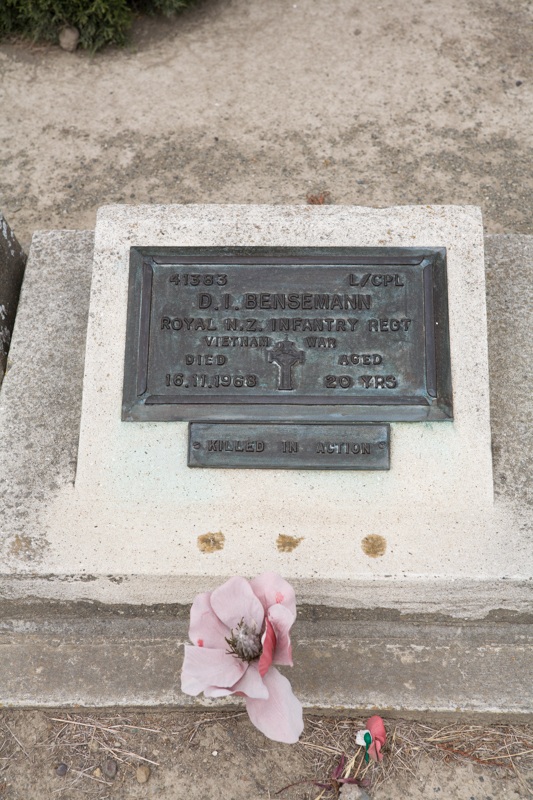 41383 L/CPL
D. I. BENSEMANN
ROYAL N.Z. INFANTRY REGT
VIETNAM WAR
DIED AGED
16.11.1968 20 YRS
"KILLED IN ACTION"